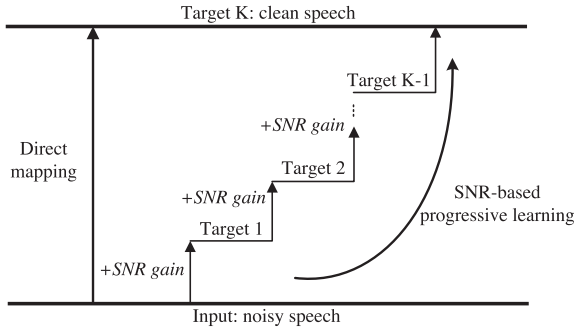 Target K: clean speech
Target K-1
+SNR gain
Direct
mapping
Target 2
SNR-based
progressive learning
+SNR gain
Target 1
+SNR gain
Input: noisy speech